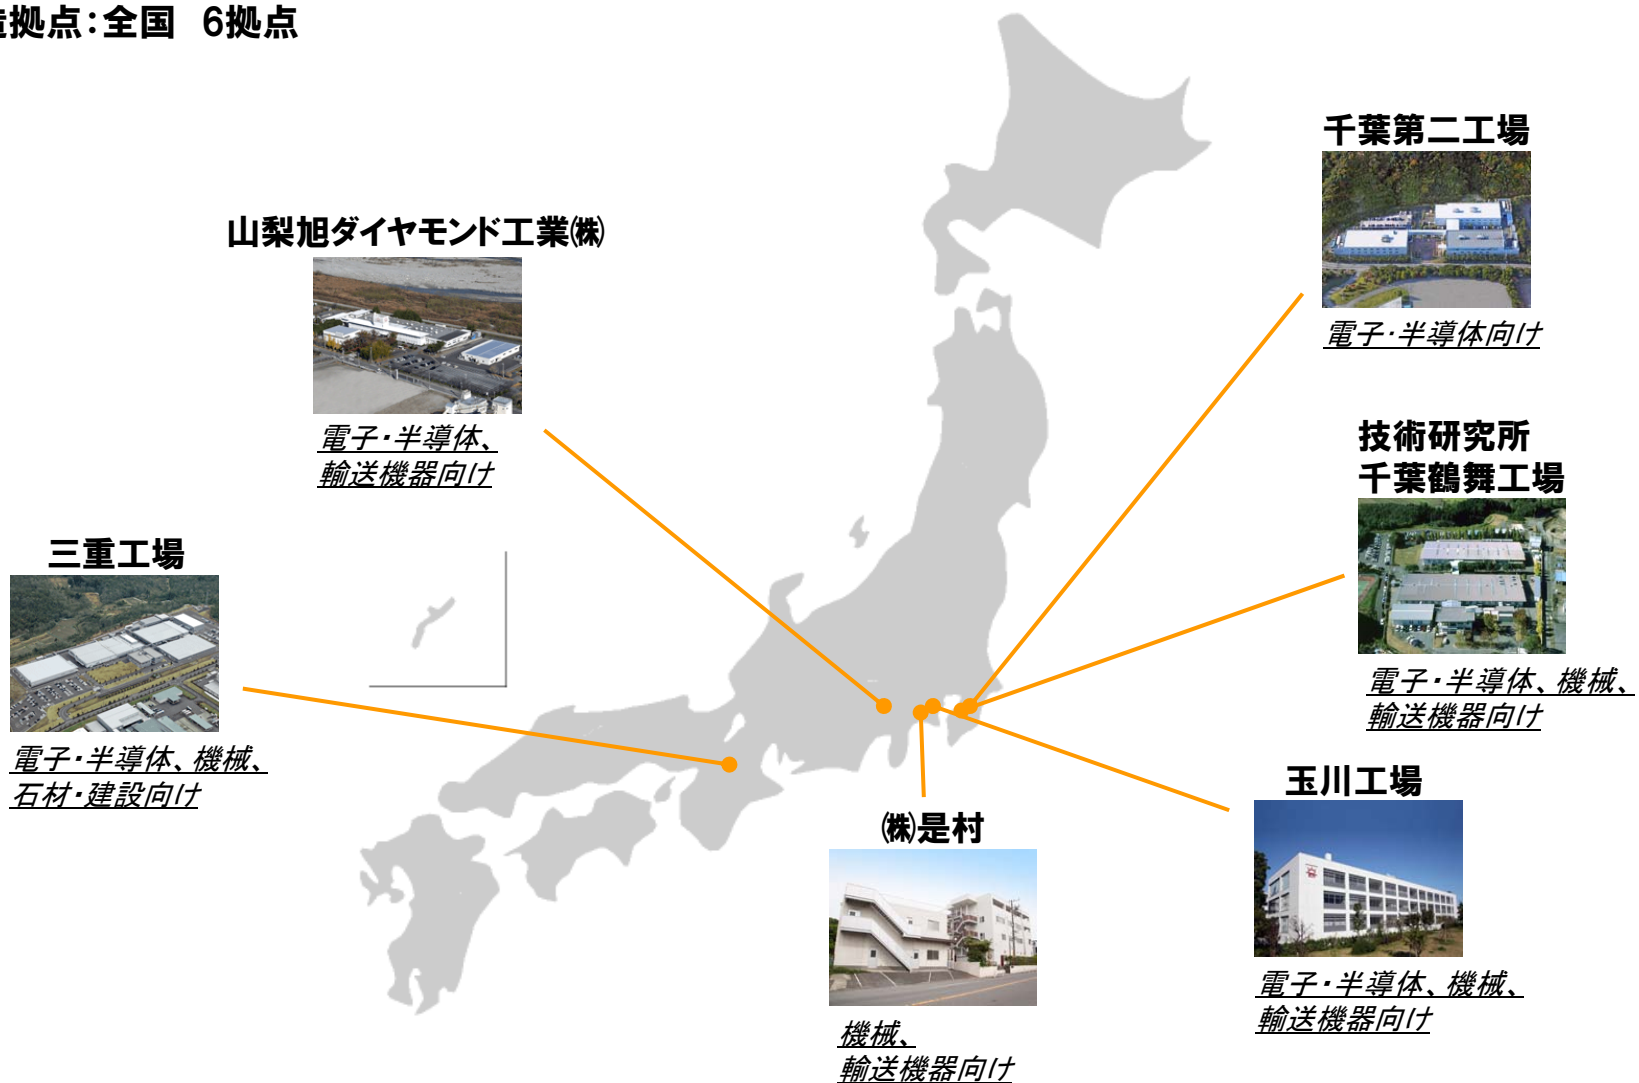 拠点：全国　6拠点
千葉第二工場
電子・半導体向け
山梨旭ダイヤモンド工業㈱
電子・半導体、
輸送機器向け
技術研究所
千葉鶴舞工場
電子・半導体、機械、
輸送機器向け
三重工場
電子・半導体、機械、
石材・建設向け
玉川工場
電子・半導体、機械、
輸送機器向け
㈱是村
機械、
輸送機器向け